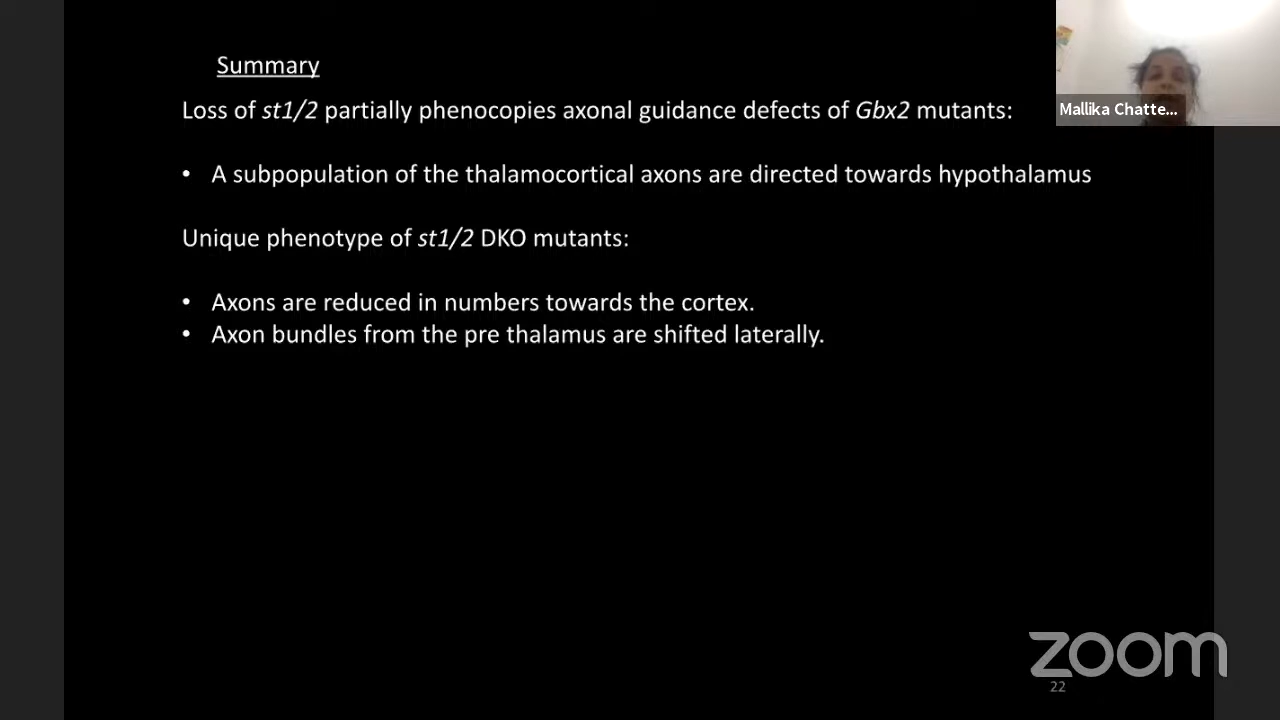 Summary
Loss of st1/2 partially phenocopies axonal guidance defects of Gbx2 mutants:
• A subpopulation of the thalamocortical axons are directed towards hypothalamus
Unique phenotype of st1/2 DKO mutants:
• Axons are reduced in numbers towards the cortex.
• Axon bundles from the pre thalamus are shifted laterally.
Mallika Chatte...
zoom
22